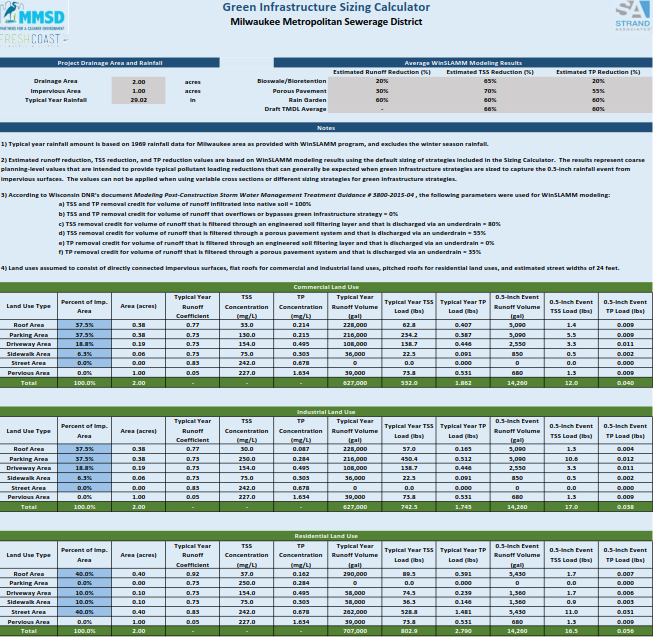 MMSD
PARTNERS FOR A CLEANER ENVIRONMENT
FRESH COAST
Green Infrastructure Sizing Calculator
Milwaukee Metropolitan Sewerage District
SA
STRAND
ASSOCIATES
Project Drainage Area and Rainfall
Drainage Area 2.00 acres
Impervious Area 1.00 acres
Typical Year Rainfall 29.02 in
Average WinSLAMM Modeling Results
Estimated Runoff Reduction (%) Estimated TSS Reduction (%) Estimated TP Reduction (%)
Bioswale/Bioretention 20% 65% 20%
Porous Pavement 30% 70% 55%
Rain Garden 60% 60% 60%
Draft TMDL Average - 66% 60%
Notes
1) Typical year rainfall amount is based on 1969 rainfall data for Milwaukee area as provided with WinSLAMM program, and excludes the winter season rainfall.
2) Estimated runoff reduction, TSS reduction, and TP reduction values are based on WinSLAMM modeling results using the default sizing of strategies included in the Sizing Calculator. The results represent coarse
planning-level values that are intended to provide typical pollutant loading reductions that can generally be expected when green infrastructure strategies are sized to capture the 0.5-inch rainfall event from
impervious surfaces. The values can not be applied when using variable cross sections or different sizing strategies for green infrastructure strategies.
3) According to Wisconsin DNR's document Modeling Post-Construction Storm Water Management Treatment Guidance # 3800-2015-04 , the following parameters were used for WinSLAMM modeling:
a) TSS and TP removal credit for volume of runoff infiltrated into native soil = 100%
b) TSS and TP removal credit for volume of runoff that overflows or bypasses green infrastructure strategy = 0%
c) TSS removal credit for volume of runoff that is filtered through an engineered soil filtering layer and that is discharged via an underdrain = 80%
d) TSS removal credit for volume of runoff that is filtered through a porous pavement system and that is discharged via an underdrain = 55%
e) TP removal credit for volume of runoff that is filtered through an engineered soil filtering layer and that is discharged via an underdrain = 0%
f) TP removal credit for volume of runoff that is filtered through a porous pavement system and that is discharged via an underdrain = 35%
4) Land uses assumed to consist of directly connected impervious surfaces, flat roofs for commercial and industrial land uses, pitched roofs for residential land uses, and estimated street widths of 24 feet.
Commercial Land Use
Land Use Type Percent of Imp. Area Area (acres) Typical Year Runoff Coefficient TSS Concentration (mg/L) TP Concentration (mg/L) Typical Year Runoff Volume (gal) Typical Year TSS Load (lbs) Typical Year TP Load (lbs) 0.5-Inch Event Runoff Volume (gal) 0.5-Inch Event TSS Load (lbs) 0.5-Inch Event TP Load (lbs)
Roof Area 37.5% 0.38 0.77 33.0 0.214 228,000 62.8 0.407 5,090 1.4 0.009
Parking Area 37.5% 0.38 0.73 130.0 0.215 216,000 234.2 0.387 5,090 5.5 0.009
Driveway Area 18.8% 0.19 0.73 154.0 0.495 108,000 138.7 0.446 2,550 3.3 0.011
Sidewalk Area 6.3% 0.06 0.73 75.0 0.303 36,000 22.5 0.091 850 0.5 0.002
Street Area 0.0% 0.00 0.83 242.0 0.678 0 0.0 0.000 0 0.0 0.000
Pervious Area 0.0% 1.00 0.05 227.0 1.634 39,000 73.8 0.531 680 1.3 0.009
Total 100.0% 2.00 - - - 627,000 532.0 1.862 14,260 12.0 0.040
Industrial Land Use
Land Use Type Percent of Imp. Area Area (acres) Typical Year Runoff Coefficient TSS Concentration (mg/L) TP Concentration (mg/L) Typical Year Runoff Volume (gal) Typical Year TSS Load (lbs) Typical Year TP Load (lbs) 0.5-Inch Event Runoff Volume (gal) 0.5-Inch Event TSS Load (lbs) 0.5-Inch Event TP Load (lbs)
Roof Area 37.5% 0.38 0.77 30.0 0.087 228,000 57.0 0.165 5,090 1.3 0.004
Parking Area 37.5% 0.38 0.73 250.0 0.284 216,000 450.4 0.512 5,090 10.6 0.012
Driveway Area 18.8% 0.19 0.73 154.0 0.495 108,000 138.7 0.446 2,550 3.3 0.011
Sidewalk Area 6.3% 0.06 0.73 75.0 0.303 36,000 22.5 0.091 850 0.5 0.002
Street Area 0.0% 0.00 0.83 242.0 0.678 0 0.0 0.000 0 0.0 0.000
Pervious Area 0.0% 1.00 0.05 227.0 1.634 39,000 73.8 0.531 680 1.3 0.009
Total 100.0% 2.00 - - - 627,000 742.5 1.745 14,260 17.0 0.038
Residential Land Use
Land Use Type Percent of Imp. Area Area (acres) Typical Year Runoff Coefficient TSS Concentration (mg/L) TP Concentration (mg/L) Typical Year Runoff Volume (gal) Typical Year TSS Load (lbs) Typical Year TP Load (lbs) 0.5-Inch Event Runoff Volume (gal) 0.5-Inch Event TSS Load (lbs) 0.5-Inch Event TP Load (lbs)
Roof Area 40.0% 0.40 0.92 37.0 0.162 290,000 89.5 0.391 5,430 1.7 0.007
Parking Area 0.0% 0.00 0.73 250.0 0.284 0 0.0 0.000 0 0.0 0.000
Driveway Area 10.0% 0.10 0.73 154.0 0.495 58,000 74.5 0.239 1,360 1.7 0.006
Sidewalk Area 10.0% 0.10 0.73 75.0 0.303 58,000 36.3 0.146 1,360 0.9 0.003
Street Area 40.0% 0.40 0.83 242.0 0.678 262,000 528.8 1.481 5,430 11.0 0.031
Pervious Area 0.0% 1.00 0.05 227.0 1.634 39,000 73.8 0.531 680 1.3 0.009
Total 100.0% 2.00 - - - 707,000 802.9 2.790 14,260 16.5 0.056